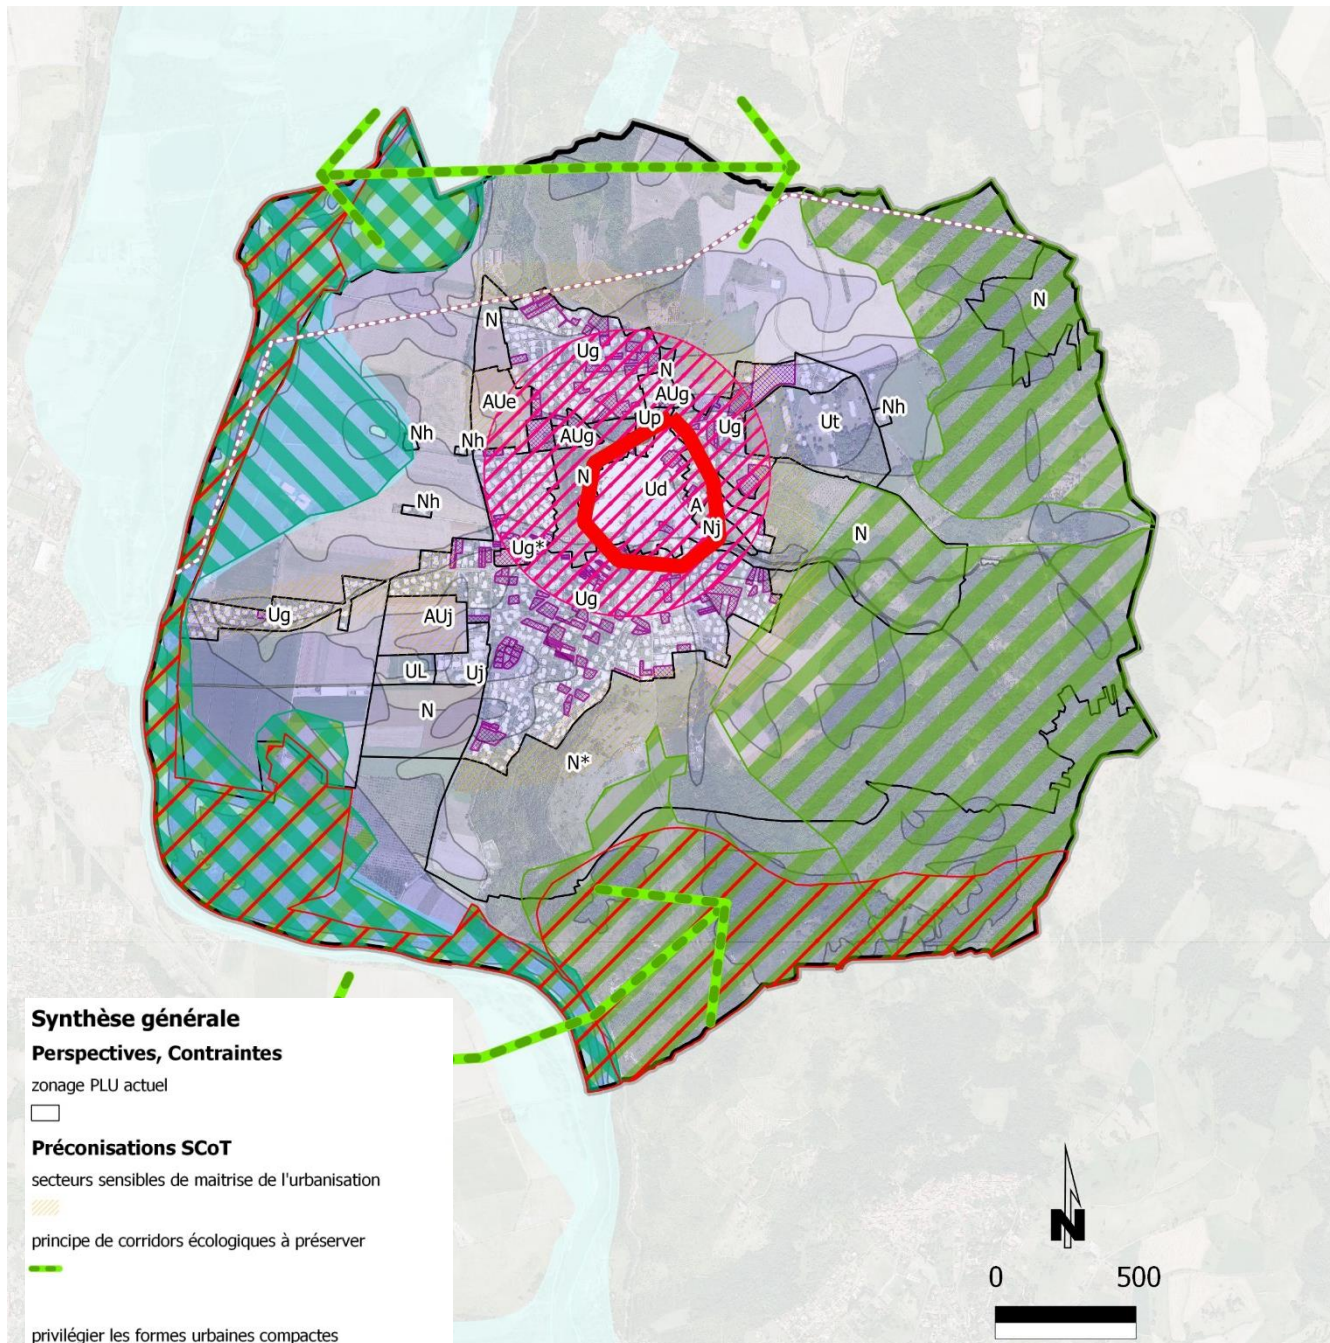 N
N
Ug
N
AUe
AUg
Up
Ut
Nh
Nh
Nh
AUg
Ug
N
Ud
Nh
A
Nj
N
Ug*
Ug
Ug
AUj
UL
Uj
N
N*
Synthèse générale
Perspectives, Contraintes
zonage PLU actuel
Préconisations SCoT
secteurs sensibles de maitrise de l'urbanisation
principe de corridors écologiques à préserver
privilégier les formes urbaines compactes
N
0 500